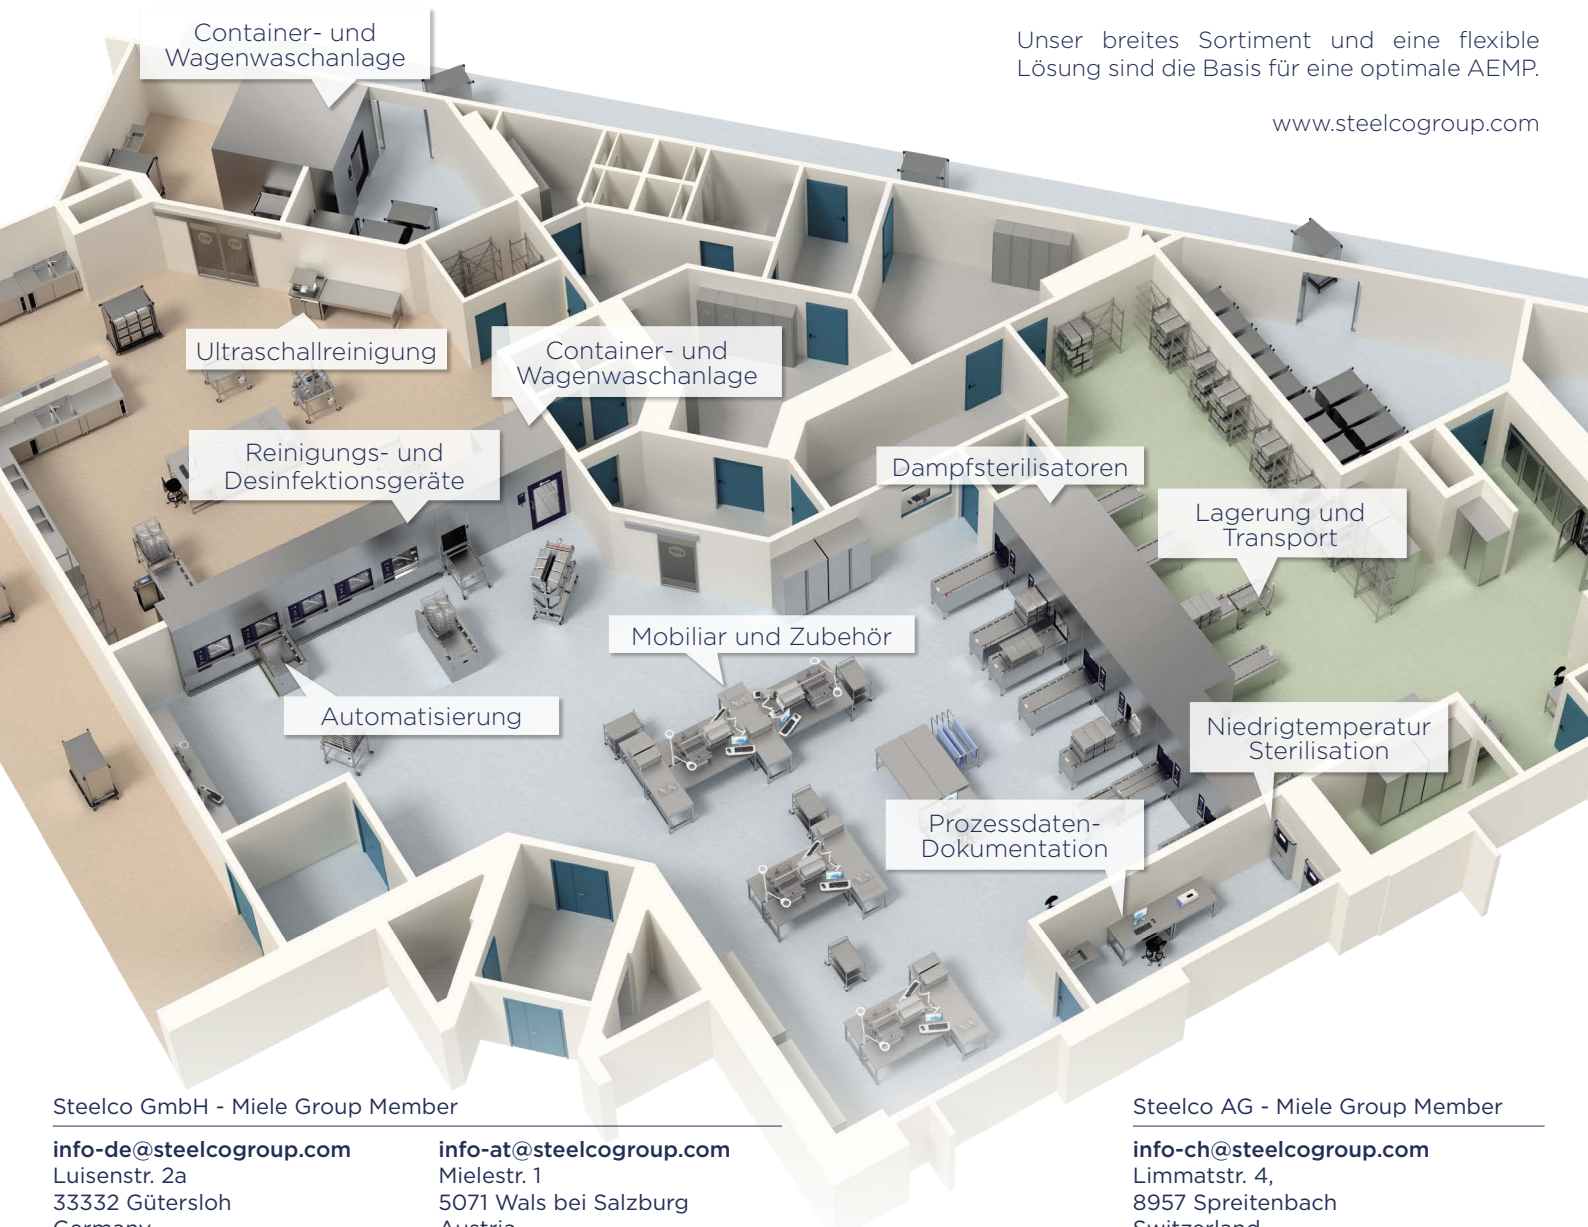 Container- und
Wagenwaschanlage
Unser breites Sortiment und eine flexible
Lösung sind die Basis für eine optimale AEMP.
www.steelcogroup.com
Ultraschallreinigung
Container- und
Wagenwaschanlage
Reinigungs- und
Desinfektionsgeräte
Dampfsterilisatoren
Lagerung und
Transport
Mobiliar und Zubehör
Automatisierung
Niedrigtemperatur
Sterilisation
Prozessdaten-
Dokumentation
Steelco GmbH - Miele Group Member
info-de@steelcogroup.com
Luisenstr. 2a
33332 Gütersloh
Germany
info-at@steelcogroup.com
Mielestr. 1
5071 Wals bei Salzburg
Austria
Steelco AG - Miele Group Member
info-ch@steelcogroup.com
Limmatstr. 4,
8957 Spreitenbach
Switzerland